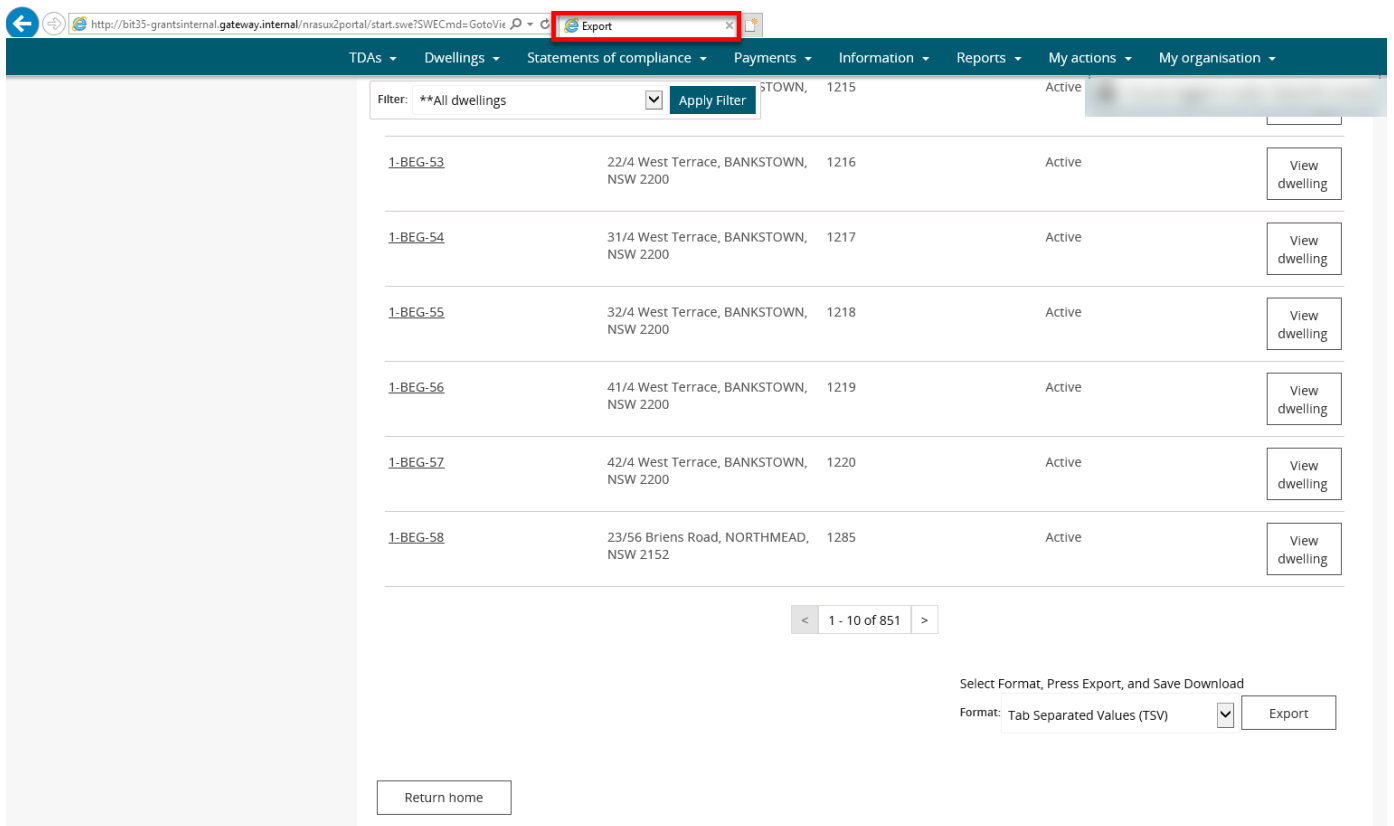 http://bit35-grantsinternal.gateway.internal/nrasux2portal/start.swe?SWECmd=GotoVie
Export
TDAs Dwellings Statements of compliance Payments Information Reports My actions My organisation
Filter: **All dwellings Apply Filter
STOWN, 1215 Active
1-BEG-53 22/4 West Terrace, BANKSTOWN, 1216 Active View
NSW 2200 dwelling
1-BEG-54 31/4 West Terrace, BANKSTOWN, 1217 Active View
NSW 2200 dwelling
1-BEG-55 32/4 West Terrace, BANKSTOWN, 1218 Active View
NSW 2200 dwelling
1-BEG-56 41/4 West Terrace, BANKSTOWN, 1219 Active View
NSW 2200 dwelling
1-BEG-57 42/4 West Terrace, BANKSTOWN, 1220 Active View
NSW 2200 dwelling
1-BEG-58 23/56 Briens Road, NORTHMEAD, 1285 Active View
NSW 2152 dwelling
< 1 - 10 of 851 >
Select Format, Press Export, and Save Download
Format: Tab Separated Values (TSV) Export
Return home